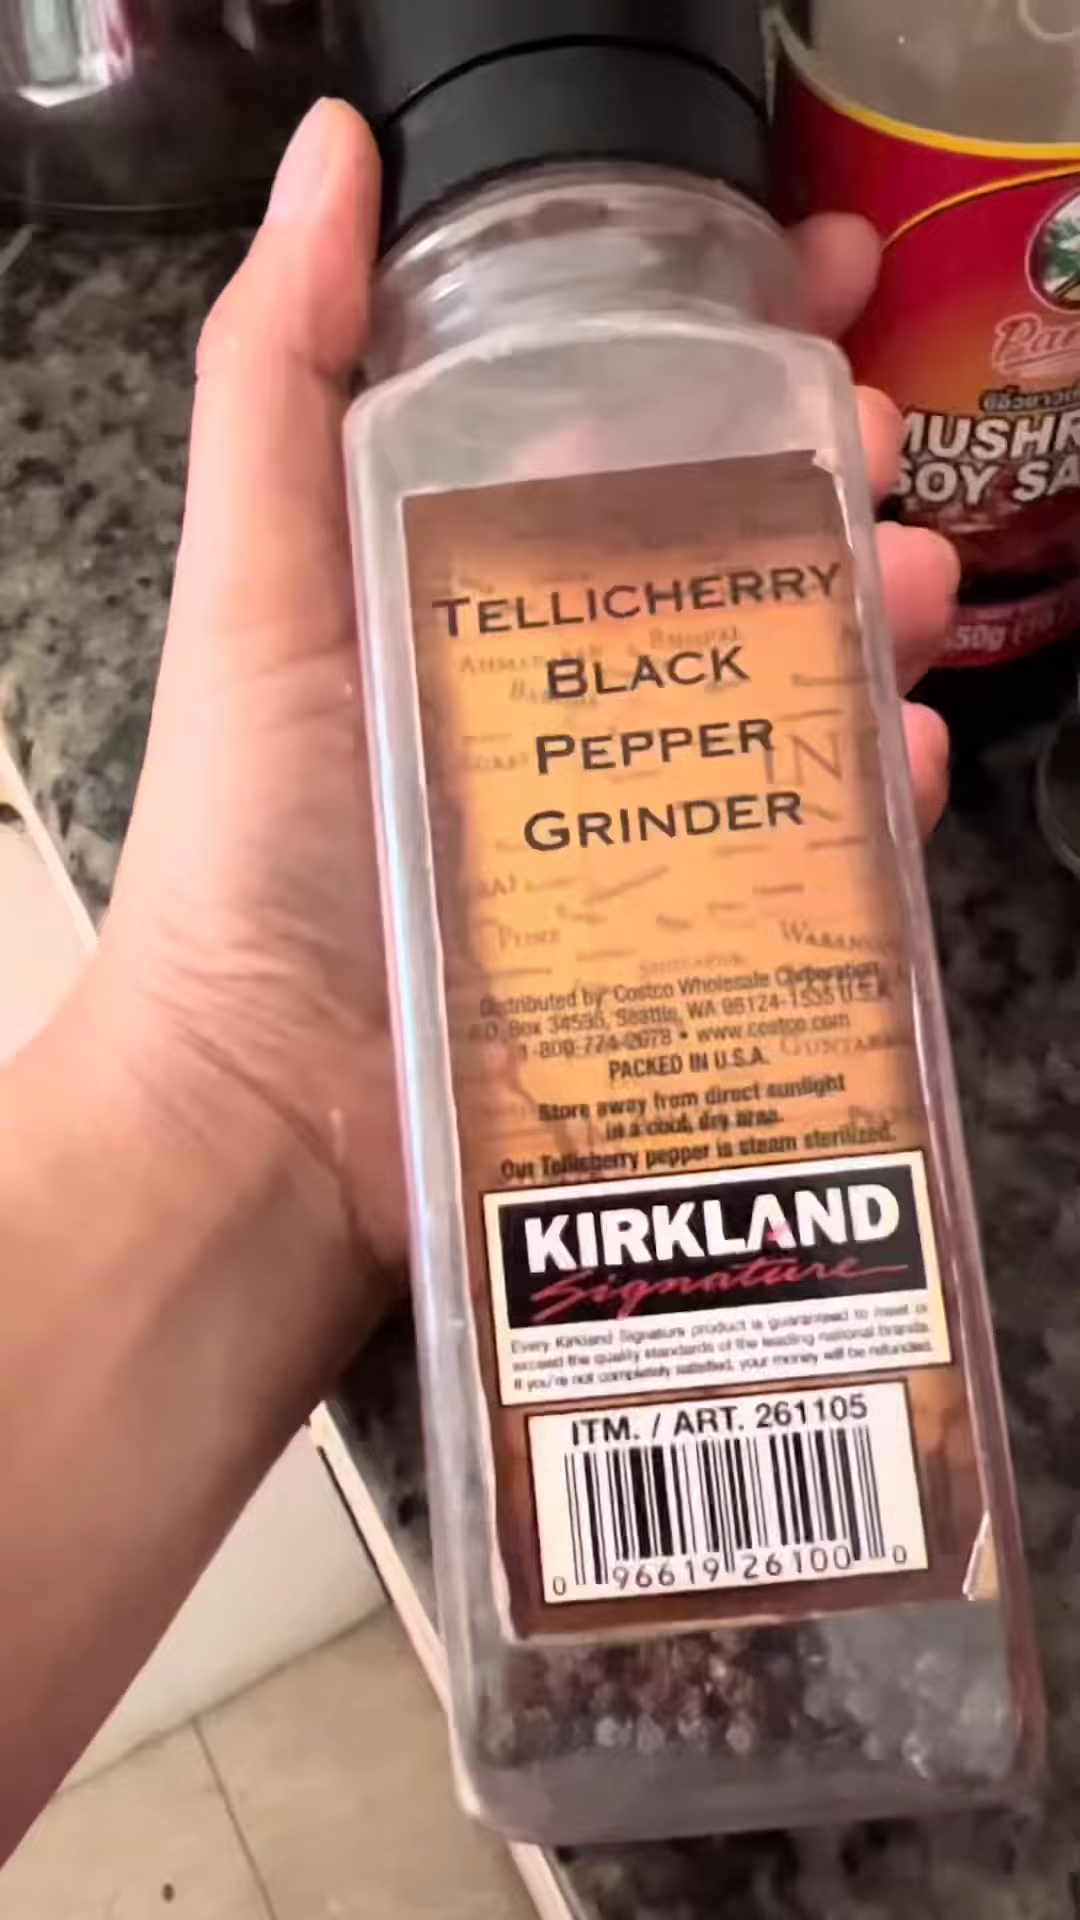 TELLICHERRY
BLACK
PEPPER
GRINDER
Distributed by Costco Wholesale Corporation
P.O. Box 34535, Seattle, WA 98124-1535 U.S.A.
1-800-774-2678 • www.costco.com
PACKED IN U.S.A.
Store away from direct sunlight
in a cool, dry area.
Our Tellicherry pepper is steam sterilized.
KIRKLAND
Signature
Every Kirkland Signature product is guaranteed to meet or
exceed the quality standards of the leading national brands.
If you're not completely satisfied, your money will be refunded.
ITM. / ART. 261105
0 96619 26100 0
MUSHR
SOY SA